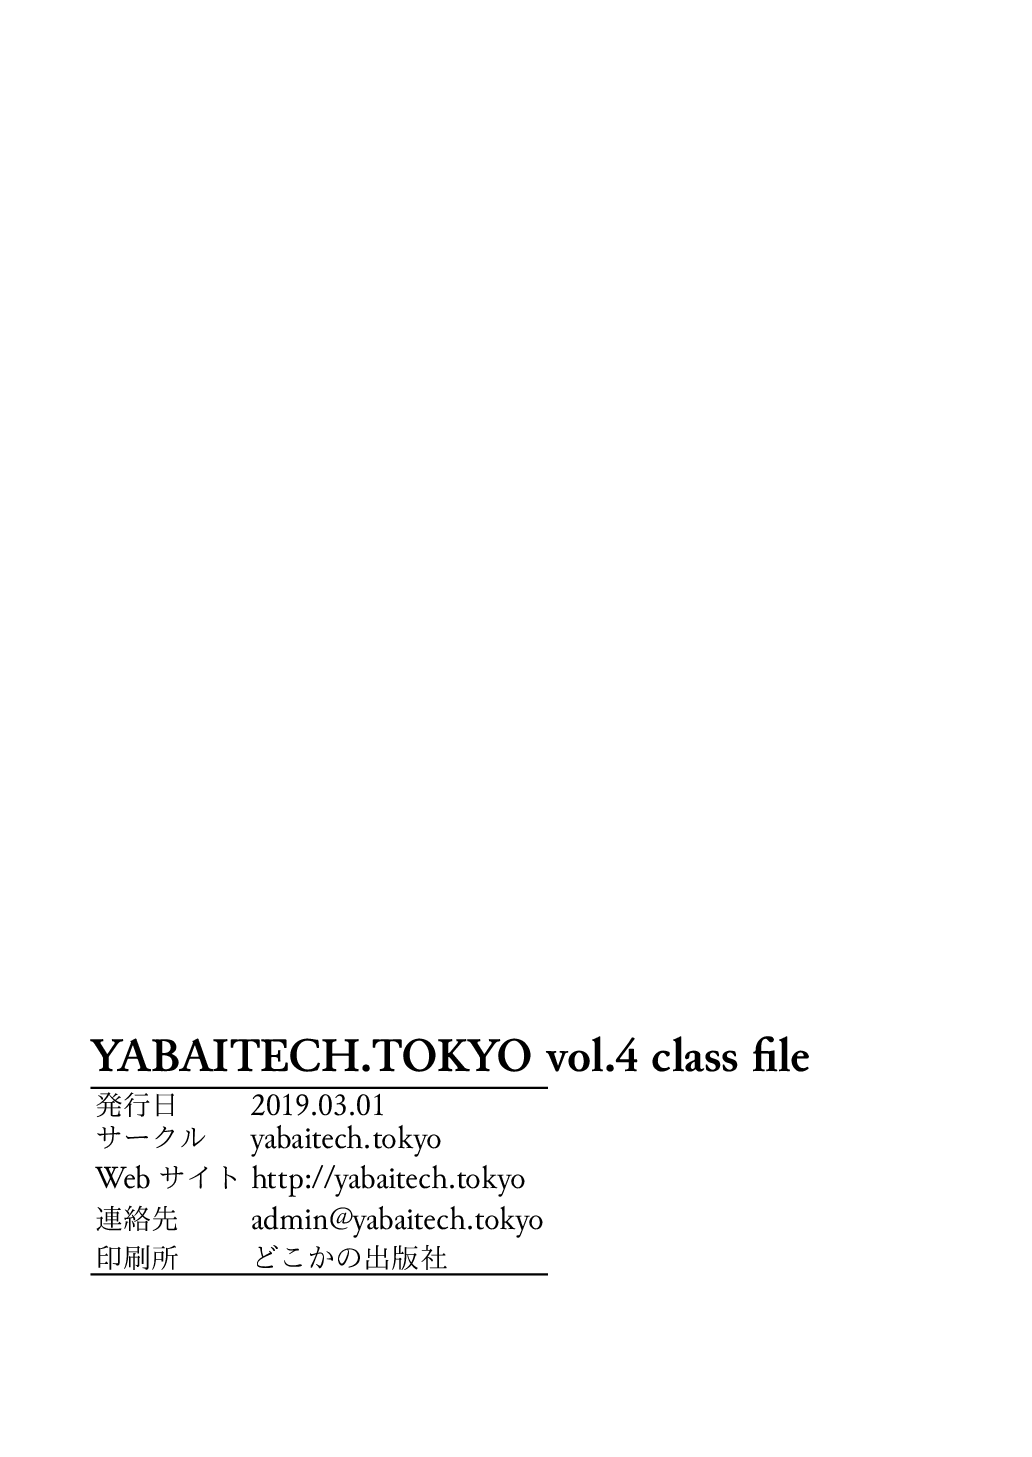 YABAITECH.TOKYO vol.4 class file
発行日 2019.03.01
サークル yabaitech.tokyo
Web サイト http://yabaitech.tokyo
連絡先 admin@yabaitech.tokyo
印刷所 どこかの出版社